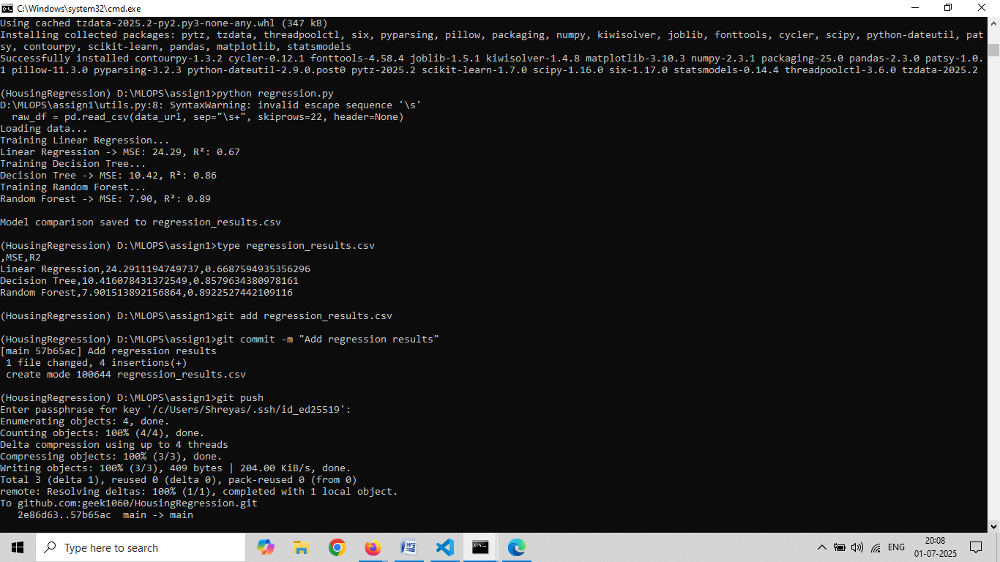 C:\Windows\system32\cmd.exe
Using cached tzdata-2025.2-py2.py3-none-any.whl (347 kB)
Installing collected packages: pytz, tzdata, threadpoolctl, six, pyparsing, pillow, packaging, numpy, kiwisolver, joblib, fonttools, cycler, scipy, python-dateutil, pat
sy, contourpy, scikit-learn, pandas, matplotlib, statsmodels
Successfully installed contourpy-1.3.2 cycler-0.12.1 fonttools-4.58.4 joblib-1.5.1 kiwisolver-1.4.8 matplotlib-3.10.3 numpy-2.3.1 packaging-25.0 pandas-2.3.0 patsy-1.0.
1 pillow-11.3.0 pyparsing-3.2.3 python-dateutil-2.9.0.post0 pytz-2025.2 scikit-learn-1.7.0 scipy-1.16.0 six-1.17.0 statsmodels-0.14.4 threadpoolctl-3.6.0 tzdata-2025.2
(HousingRegression) D:\MLOPS\assign1>python regression.py
D:\MLOPS\assign1\utils.py:8: SyntaxWarning: invalid escape sequence '\s'
  raw_df = pd.read_csv(data_url, sep="\s+", skiprows=22, header=None)
Loading data...
Training Linear Regression...
Linear Regression -> MSE: 24.29, R²: 0.67
Training Decision Tree...
Decision Tree -> MSE: 10.42, R²: 0.86
Training Random Forest...
Random Forest -> MSE: 7.90, R²: 0.89
Model comparison saved to regression_results.csv
(HousingRegression) D:\MLOPS\assign1>type regression_results.csv
,MSE,R2
Linear Regression,24.2911194749737,0.6687594935356296
Decision Tree,10.416078431372549,0.8579634380978161
Random Forest,7.901513892156864,0.8922527442109116
(HousingRegression) D:\MLOPS\assign1>git add regression_results.csv
(HousingRegression) D:\MLOPS\assign1>git commit -m "Add regression results"
[main 57b65ac] Add regression results
 1 file changed, 4 insertions(+)
 create mode 100644 regression_results.csv
(HousingRegression) D:\MLOPS\assign1>git push
Enter passphrase for key '/c/Users/Shreyas/.ssh/id_ed25519':
Enumerating objects: 4, done.
Counting objects: 100% (4/4), done.
Delta compression using up to 4 threads
Compressing objects: 100% (3/3), done.
Writing objects: 100% (3/3), 409 bytes | 204.00 KiB/s, done.
Total 3 (delta 1), reused 0 (delta 0), pack-reused 0 (from 0)
remote: Resolving deltas: 100% (1/1), completed with 1 local object.
To github.com:geek1060/HousingRegression.git
   2e86d63..57b65ac  main -> main
Type here to search
ENG
20:08
01-07-2025